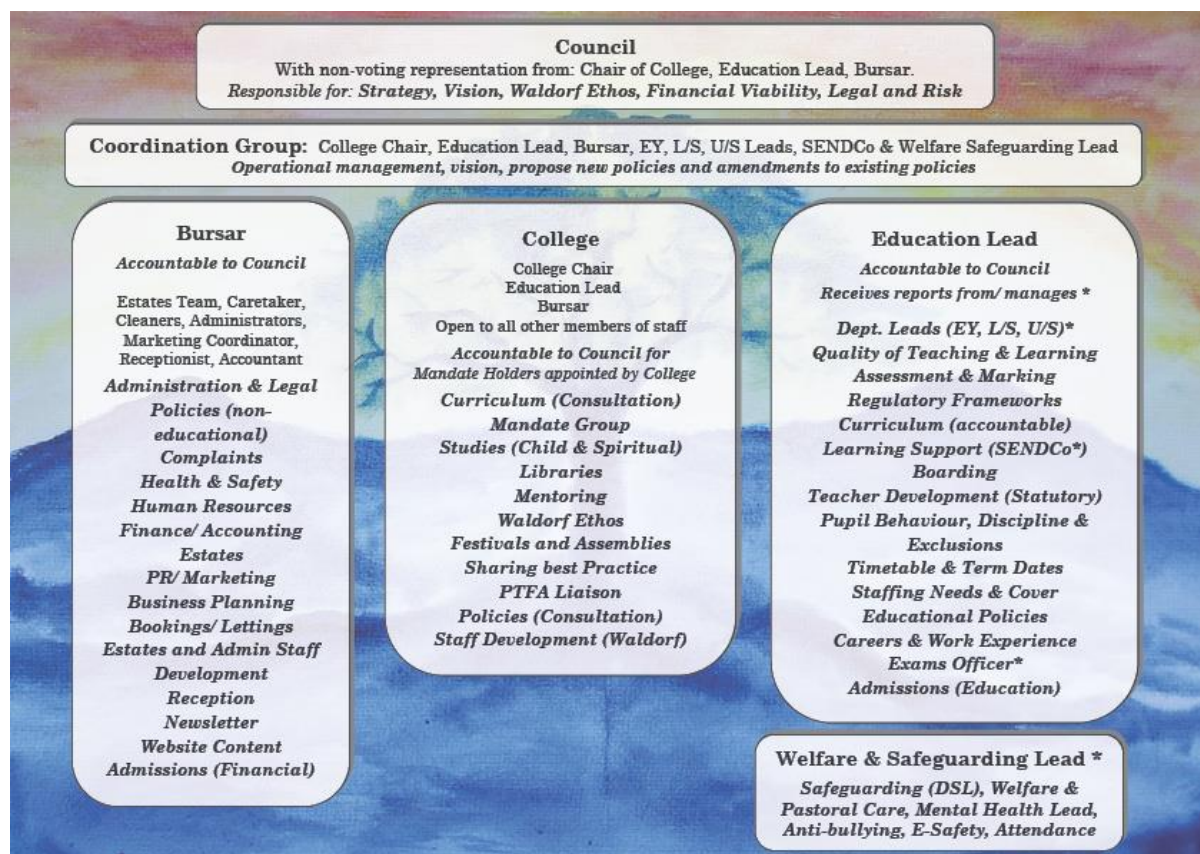 Council
With non-voting representation from: Chair of College, Education Lead, Bursar.
Responsible for: Strategy, Vision, Waldorf Ethos, Financial Viability, Legal and Risk
Coordination Group: College Chair, Education Lead, Bursar, EY, L/S, U/S Leads, SENDCo & Welfare Safeguarding Lead
Operational management, vision, propose new policies and amendments to existing policies
Bursar
Accountable to Council
Estates Team, Caretaker,
Cleaners, Administrators,
Marketing Coordinator,
Receptionist, Accountant
Administration & Legal
Policies (non-
educational)
Complaints
Health & Safety
Human Resources
Finance/ Accounting
Estates
PR/ Marketing
Business Planning
Bookings/ Lettings
Estates and Admin Staff
Development
Reception
Newsletter
Website Content
Admissions (Financial)
College
College Chair
Education Lead
Bursar
Open to all other members of staff
Accountable to Council for
Mandate Holders appointed by College
Curriculum (Consultation)
Mandate Group
Studies (Child & Spiritual)
Libraries
Mentoring
Waldorf Ethos
Festivals and Assemblies
Sharing best Practice
PTFA Liaison
Policies (Consultation)
Staff Development (Waldorf)
Education Lead
Accountable to Council
Receives reports from/ manages *
Dept. Leads (EY, L/S, U/S)*
Quality of Teaching & Learning
Assessment & Marking
Regulatory Frameworks
Curriculum (accountable)
Learning Support (SENDCo*)
Boarding
Teacher Development (Statutory)
Pupil Behaviour, Discipline &
Exclusions
Timetable & Term Dates
Staffing Needs & Cover
Educational Policies
Careers & Work Experience
Exams Officer*
Admissions (Education)
Welfare & Safeguarding Lead *
Safeguarding (DSL), Welfare &
Pastoral Care, Mental Health Lead,
Anti-bullying, E-Safety, Attendance